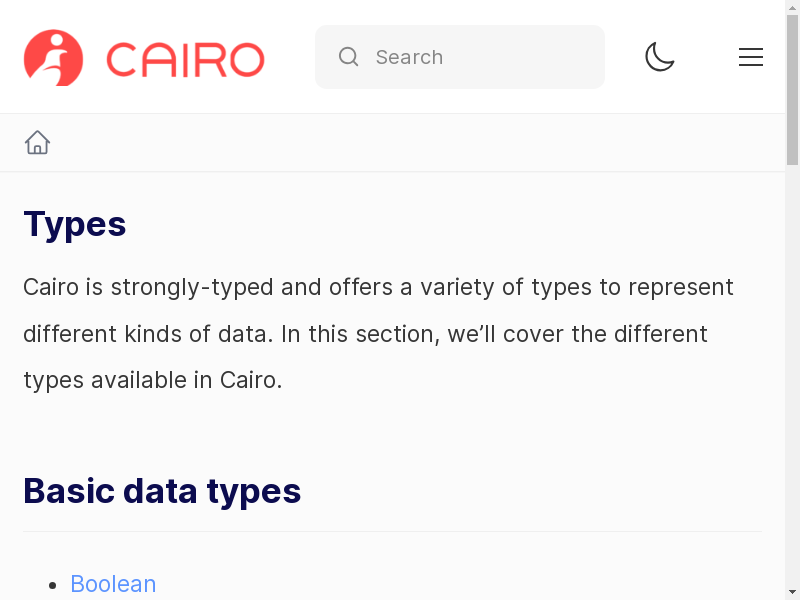 CAIRO
Search
Types
Cairo is strongly-typed and offers a variety of types to represent
different kinds of data. In this section, we’ll cover the different
types available in Cairo.
Basic data types
Boolean